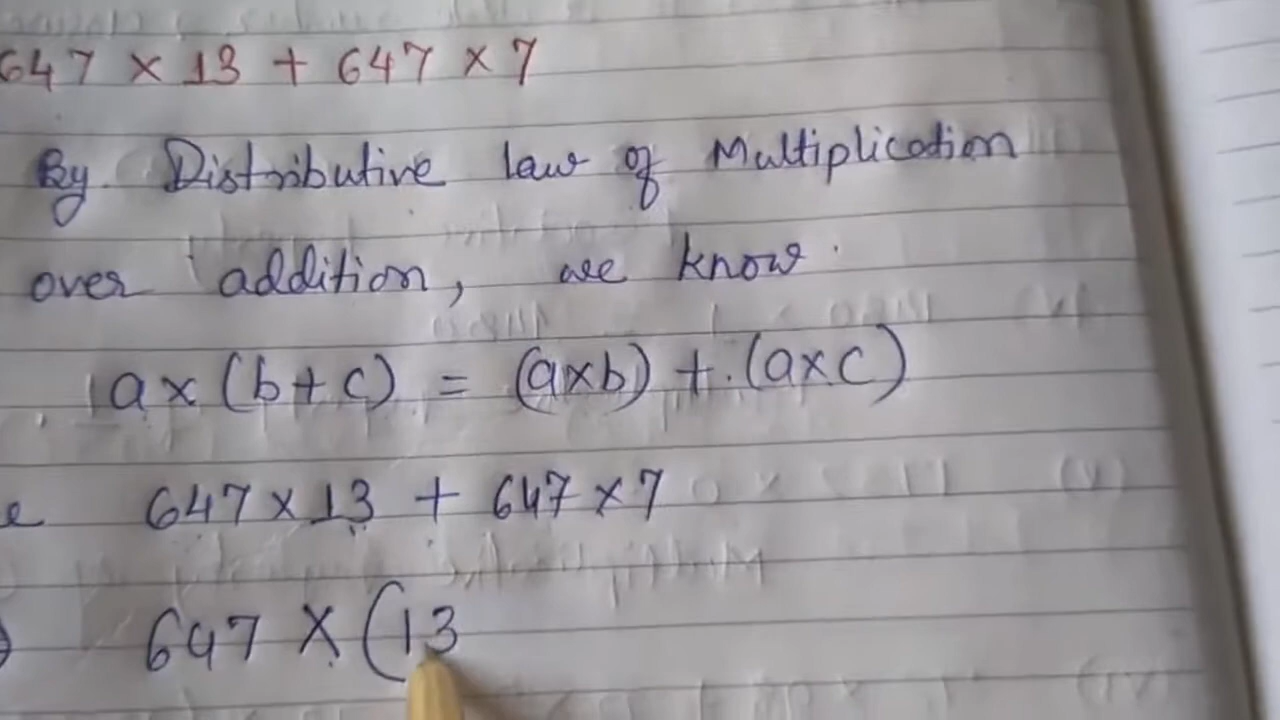 647 × 13 + 647 × 7
By Distributive law of Multiplication
over addition, we know
a × (b + c) = (a × b) + (a × c)
647 × 13 + 647 × 7
647 × (13